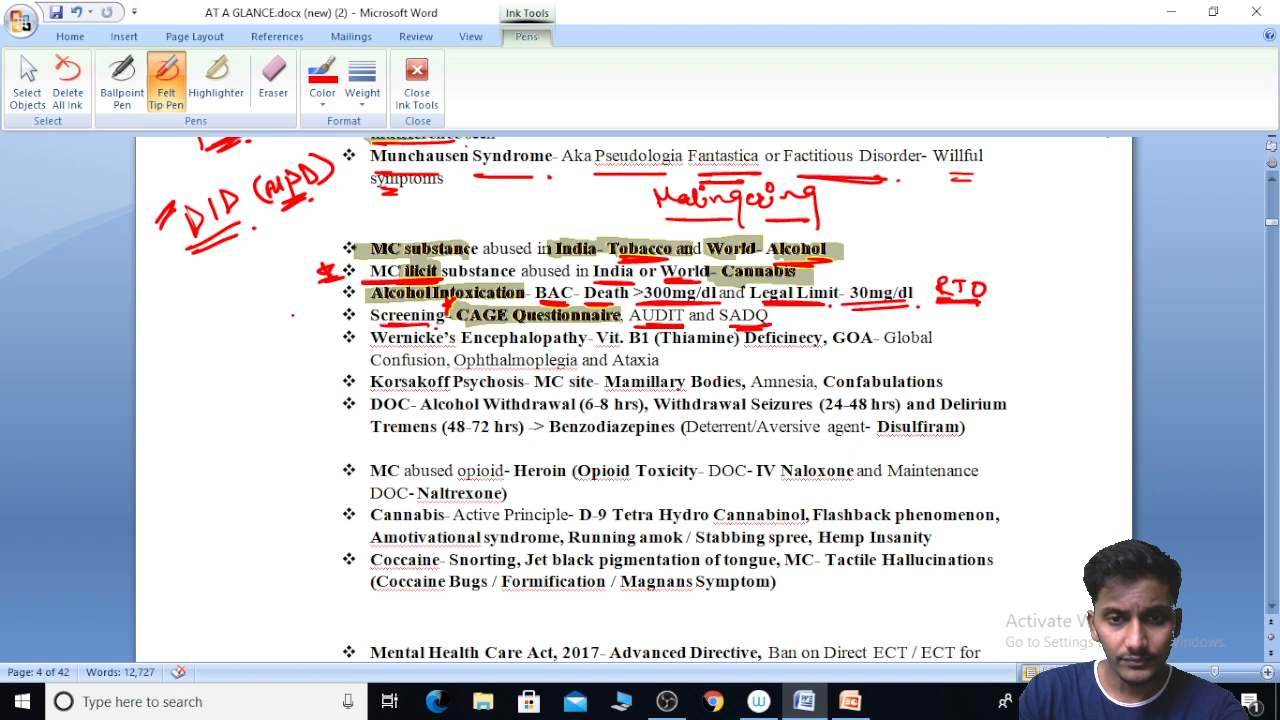 AT A GLANCE.docx (new) (2) - Microsoft Word
Ink Tools
Home Insert Page Layout References Mailings Review View Pens
Select Objects
Delete All Ink
Ballpoint Pen
Felt Tip Pen
Highlighter
Eraser
Color
Weight
Close Ink Tools
Select Pens Format Close
Munchausen Syndrome- Aka Pseudologia Fantastica or Factitious Disorder- Willful
symptoms
DID (MPD)
Malingering
MC substance abused in India- Tobacco and World- Alcohol
MC ilicit substance abused in India or World- Cannabis
Alcohol Intoxication- BAC- Death >300mg/dl and Legal Limit- 30mg/dl
RTO
Screening- CAGE Questionnaire, AUDIT and SADQ
Wernicke's Encephalopathy- Vit. B1 (Thiamine) Deficinecy, GOA- Global
Confusion, Ophthalmoplegia and Ataxia
Korsakoff Psychosis- MC site- Mamillary Bodies, Amnesia, Confabulations
DOC- Alcohol Withdrawal (6-8 hrs), Withdrawal Seizures (24-48 hrs) and Delirium
Tremens (48-72 hrs) -> Benzodiazepines (Deterrent/Aversive agent- Disulfiram)
MC abused opioid- Heroin (Opioid Toxicity- DOC- IV Naloxone and Maintenance
DOC- Naltrexone)
Cannabis- Active Principle- D-9 Tetra Hydro Cannabinol, Flashback phenomenon,
Amotivational syndrome, Running amok / Stabbing spree, Hemp Insanity
Coccaine- Snorting, Jet black pigmentation of tongue, MC- Tactile Hallucinations
(Coccaine Bugs / Formification / Magnans Symptom)
Activate W
Go to Settings ndows.
Mental Health Care Act, 2017- Advanced Directive, Ban on Direct ECT / ECT for
Page: 4 of 42 Words: 12,727
Type here to search